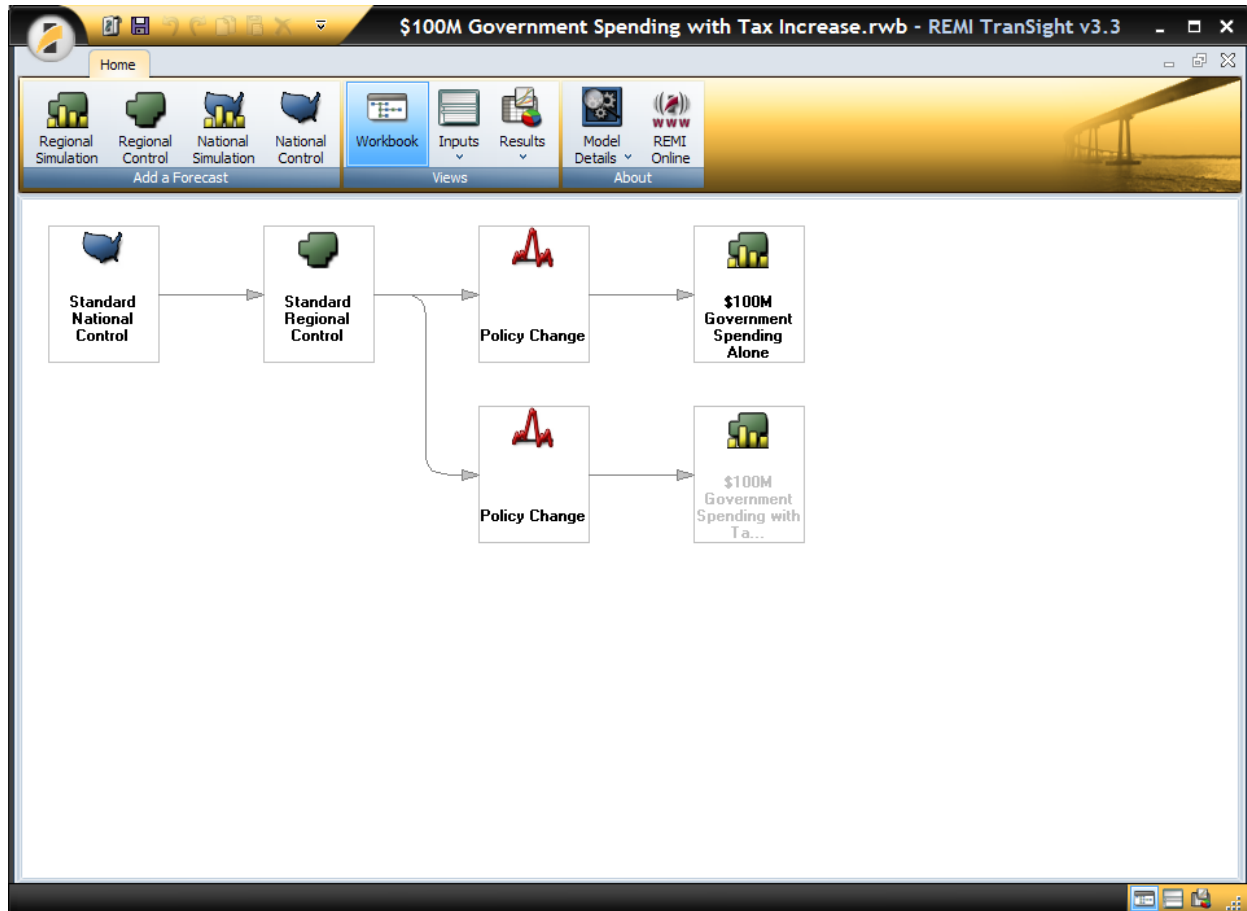 $100M Government Spending with Tax Increase.rwb - REMI TranSight v3.3
Home
Regional
Simulation
Regional
Control
National
Simulation
National
Control
Add a Forecast
Workbook
Inputs
Results
Views
Model
Details
WWW
REMI
Online
About
Standard
National
Control
Standard
Regional
Control
Policy Change
$100M
Government
Spending
Alone
Policy Change
$100M
Government
Spending with
Ta...